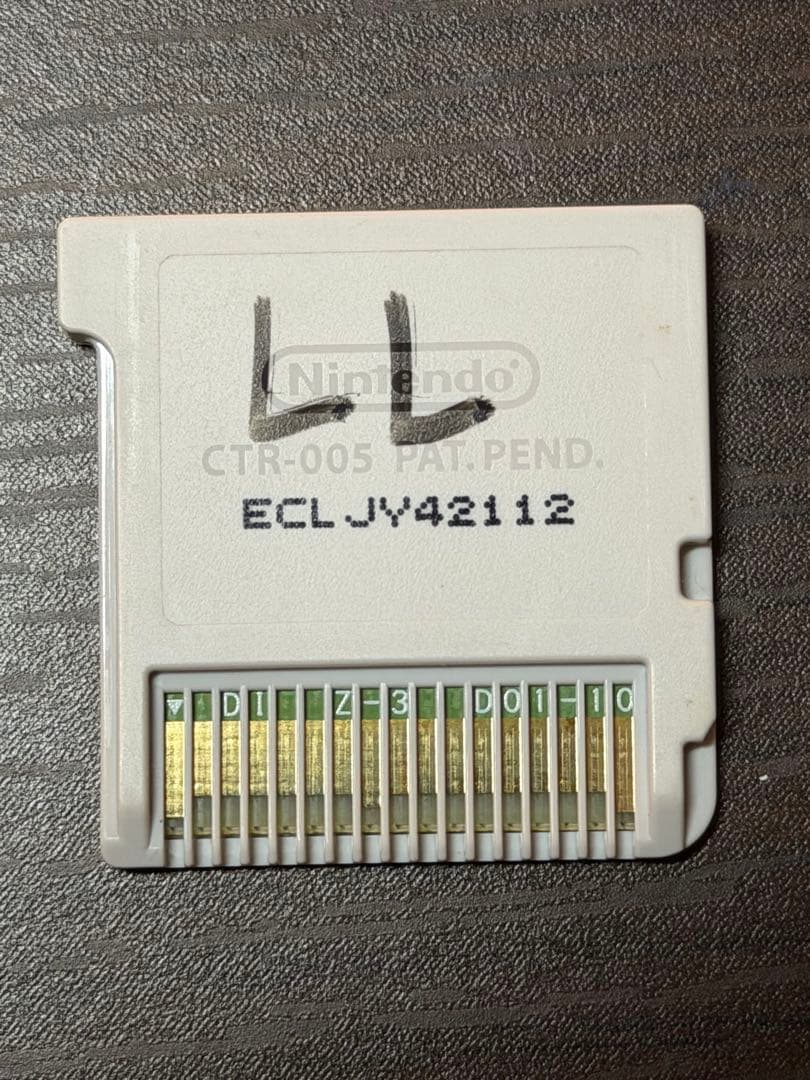 LL
Nintendo®
CTR-005 PAT. PEND.
ECLJY42112
DI Z-3 D01-10